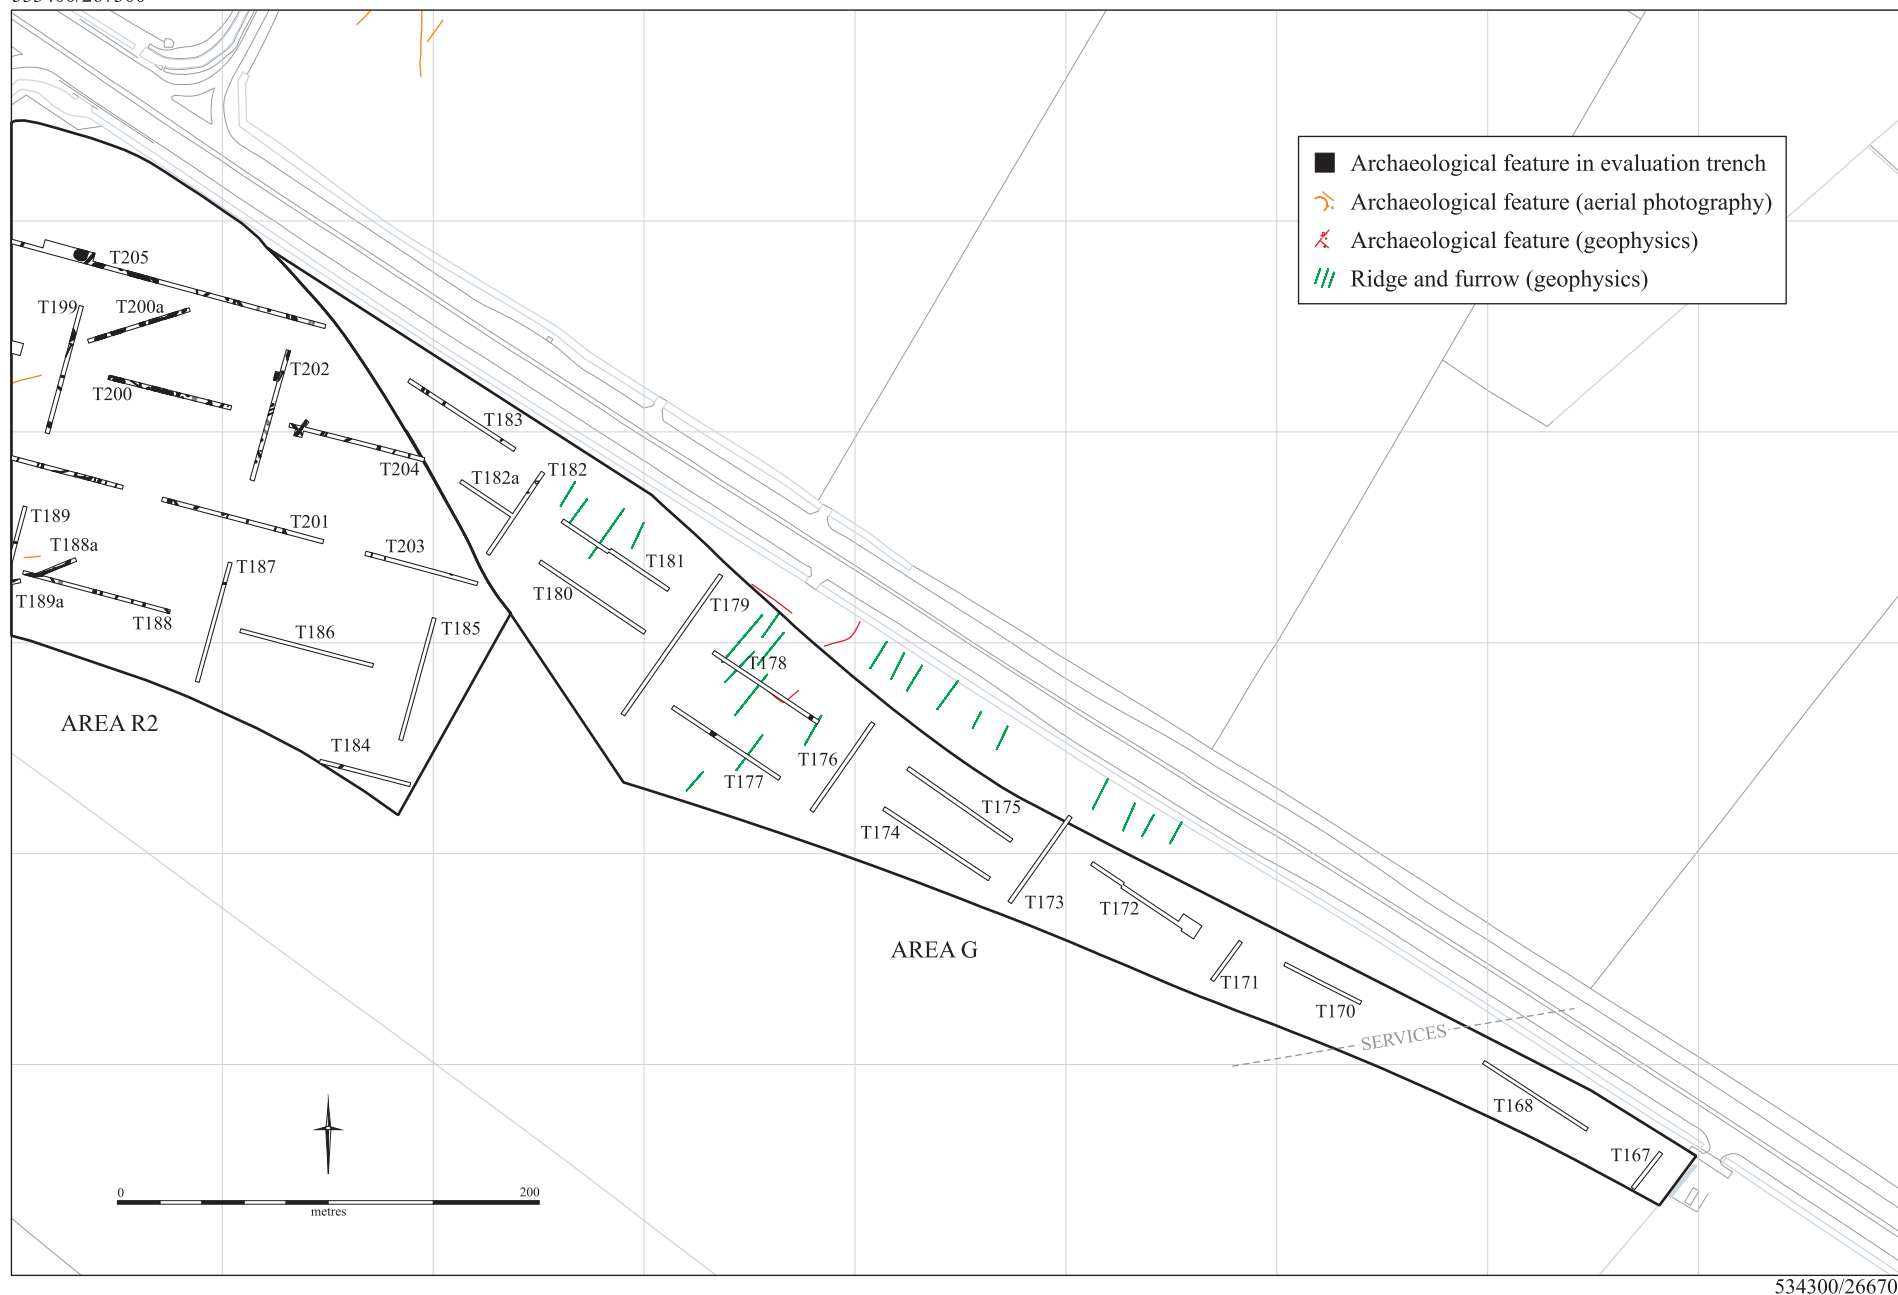 Archaeological feature in evaluation trench
Archaeological feature (aerial photography)
Archaeological feature (geophysics)
Ridge and furrow (geophysics)
T205
T199
T200a
T202
T200
T183
T204
T182a
T182
T189
T201
T188a
T203
T181
T187
T180
T189a
T188
T179
T186
T185
T178
AREA R2
T184
T176
T177
T175
T174
T173
T172
AREA G
T171
T170
SERVICES
T168
T167
0
200
metres
534300/26670